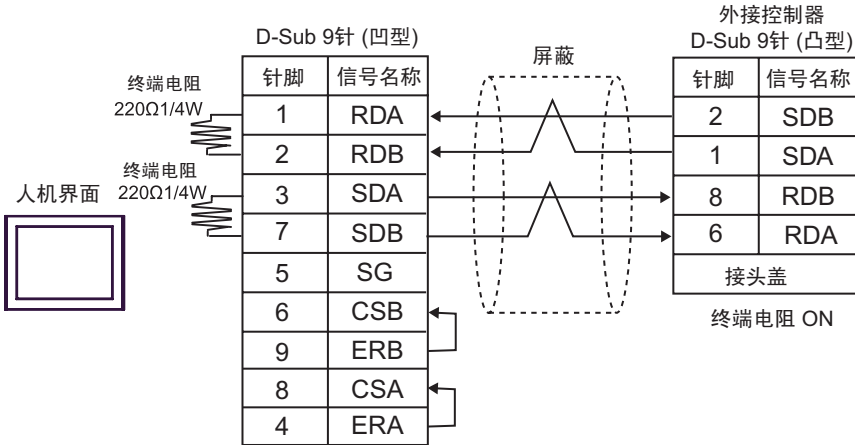 外接控制器
D-Sub 9针 (凹型)
D-Sub 9针 (凸型)
屏蔽
针脚 信号名称
针脚 信号名称
终端电阻
220Ω1/4W
1 RDA
2 SDB
2 RDB
1 SDA
终端电阻
220Ω1/4W
人机界面
3 SDA
8 RDB
7 SDB
6 RDA
5 SG
接头盖
6 CSB
终端电阻 ON
9 ERB
8 CSA
4 ERA